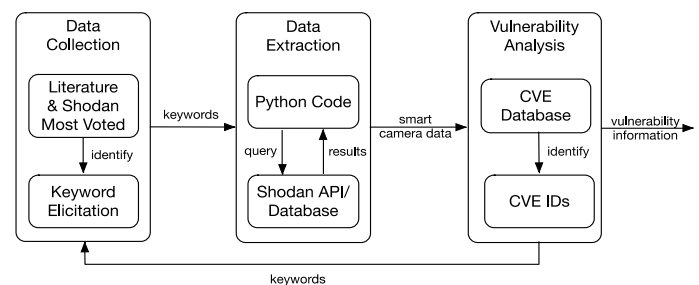 Data
Collection
Literature
& Shodan
Most Voted
identify
Keyword
Elicitation
keywords
Data
Extraction
Python Code
query
results
Shodan API/
Database
smart
camera data
Vulnerability
Analysis
CVE
Database
identify
CVE IDs
vulnerability
information
keywords